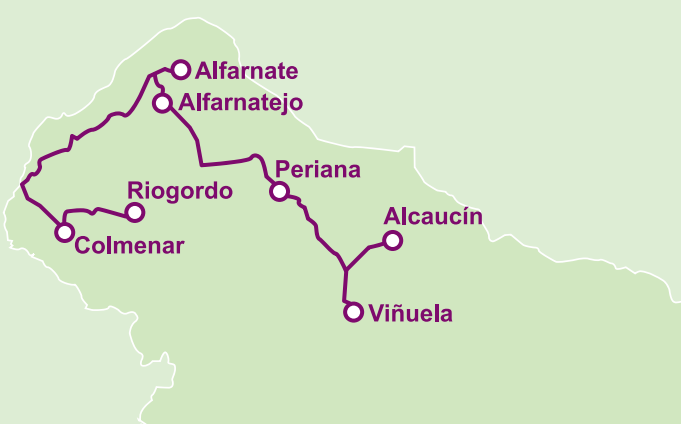 Alfarnate
Alfarnatejo
Periana
Riogordo
Alcaucín
Colmenar
Viñuela